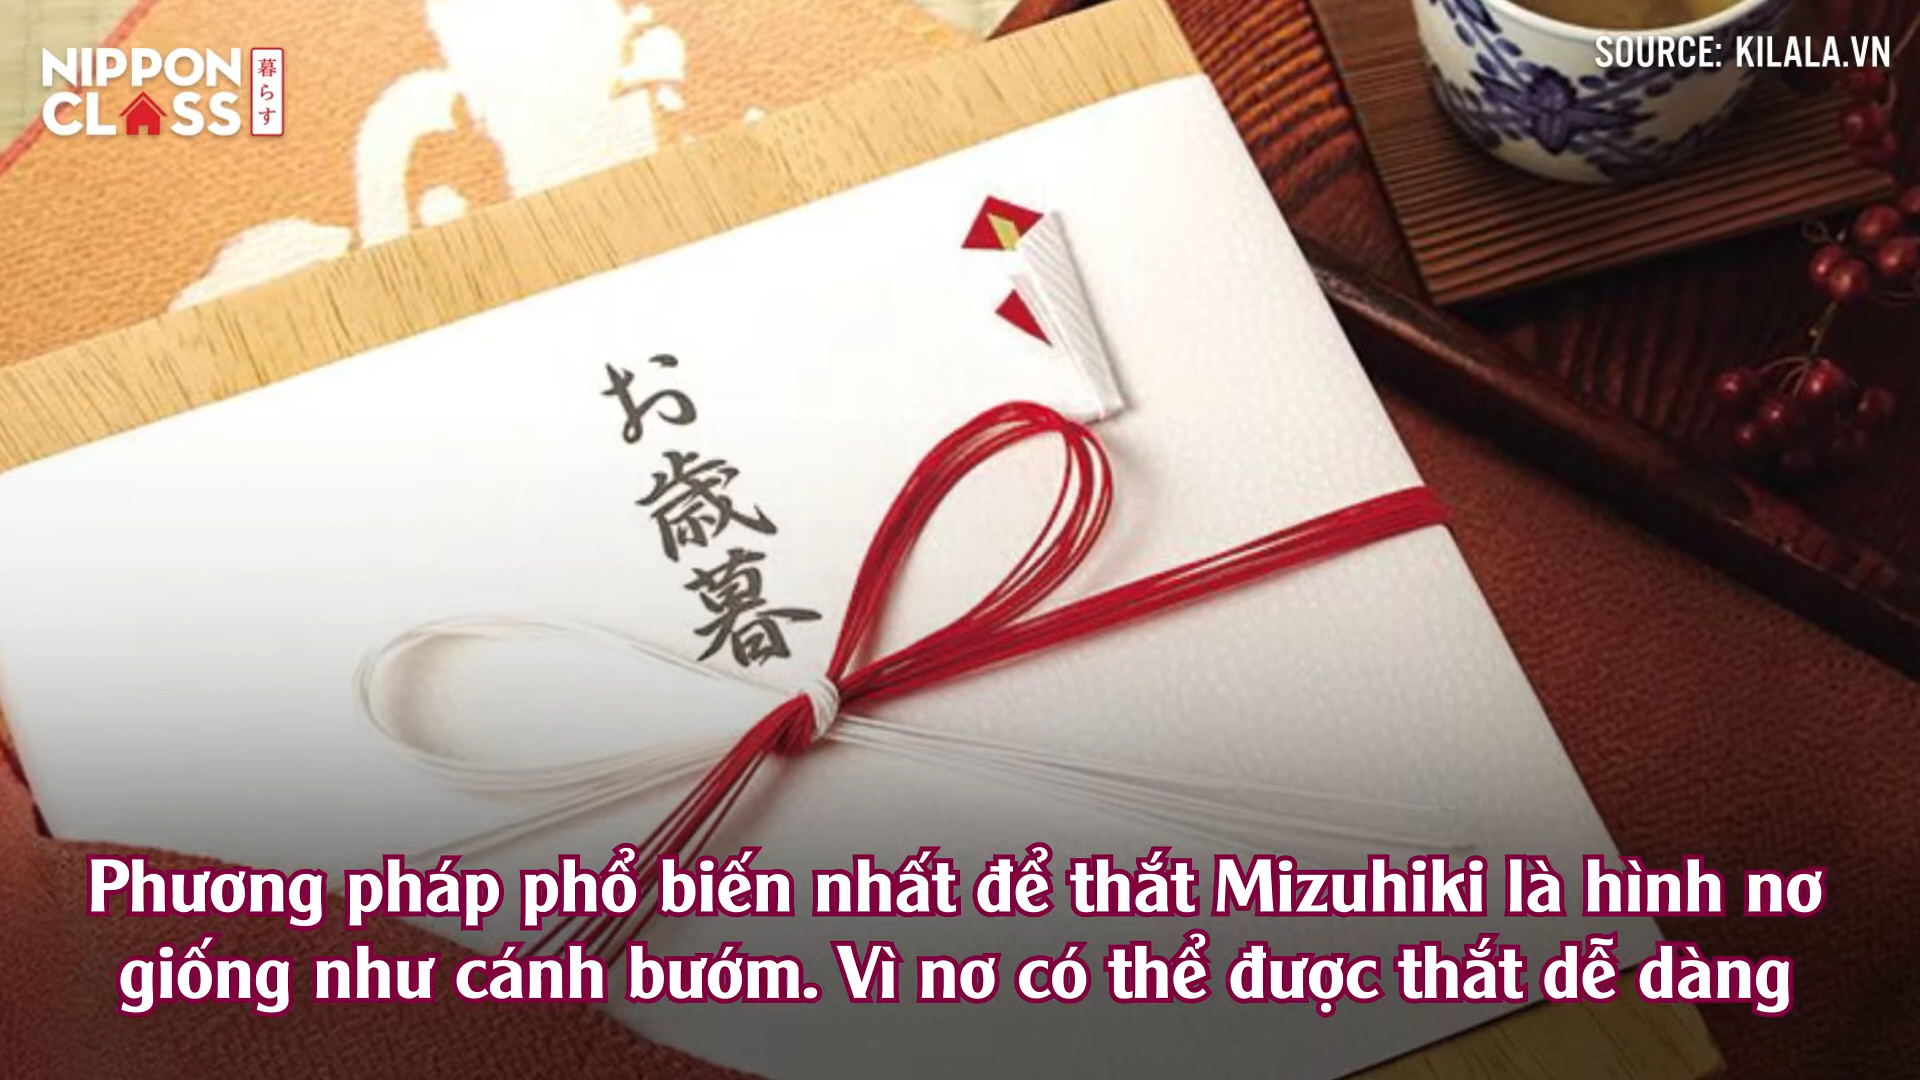 NIPPON
CLASS
暮らす
SOURCE: KILALA.VN
お歳暮
Phương pháp phổ biến nhất để thắt Mizuhiki là hình nơ
giống như cánh bướm. Vì nơ có thể được thắt dễ dàng